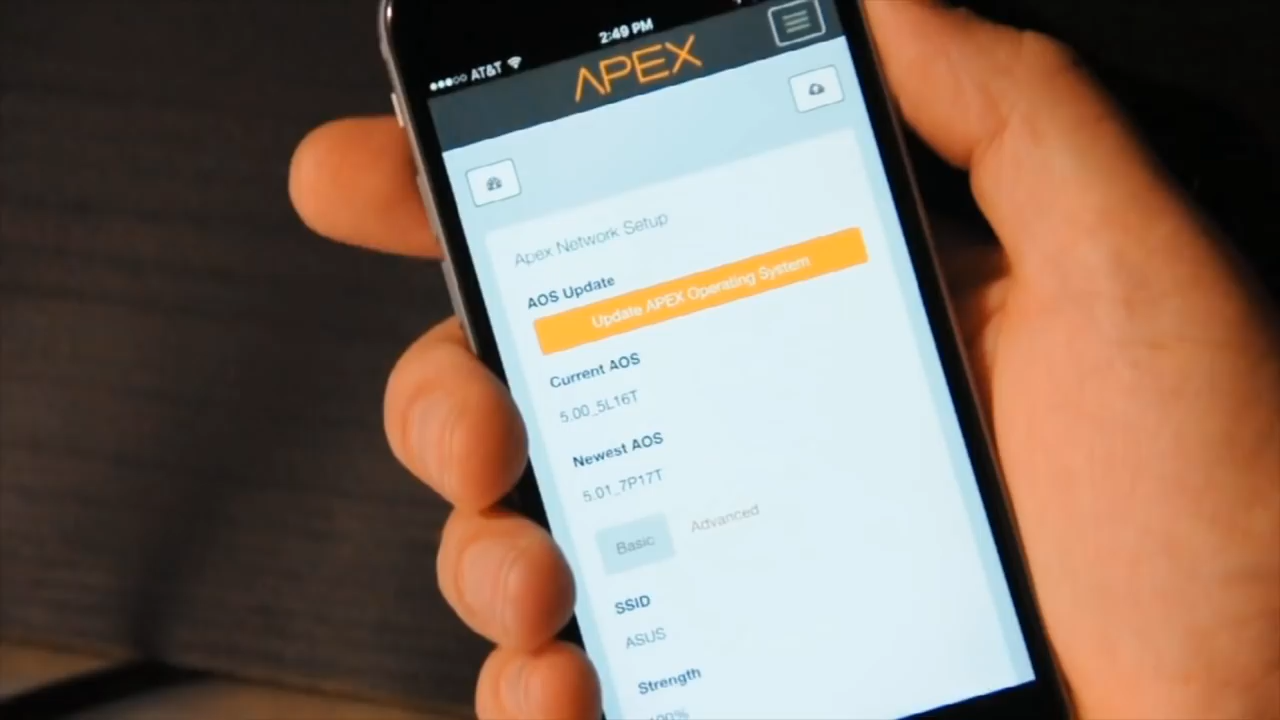 2:49 PM
AT&T
APEX
Apex Network Setup
AOS Update
Update APEX Operating System
Current AOS
5.00_5L16T
Newest AOS
5.01_7P17T
Basic
Advanced
SSID
ASUS
Strength
100%